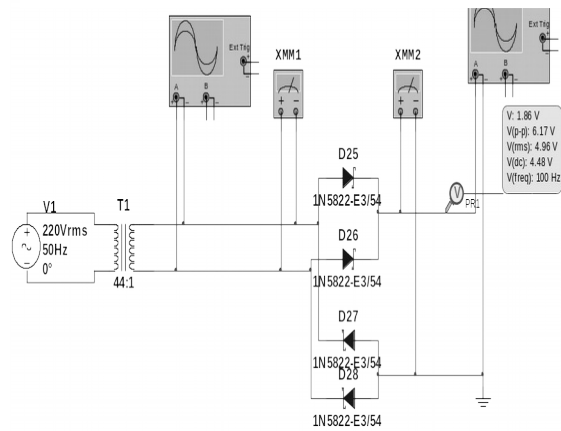 Ext Trig
+
-
A
B
+
-
+
-
XMM1
+ -
XMM2
+ -
Ext Trig
+
-
A
B
+
-
+
-
V: 1.86 V
V(p-p): 6.17 V
V(rms): 4.96 V
V(dc): 4.48 V
V(freq): 100 Hz
V
PR1
D25
1N5822-E3/54
V1
T1
220Vrms
50Hz
0°
44:1
D26
1N5822-E3/54
D27
1N5822-E3/54
D28
1N5822-E3/54